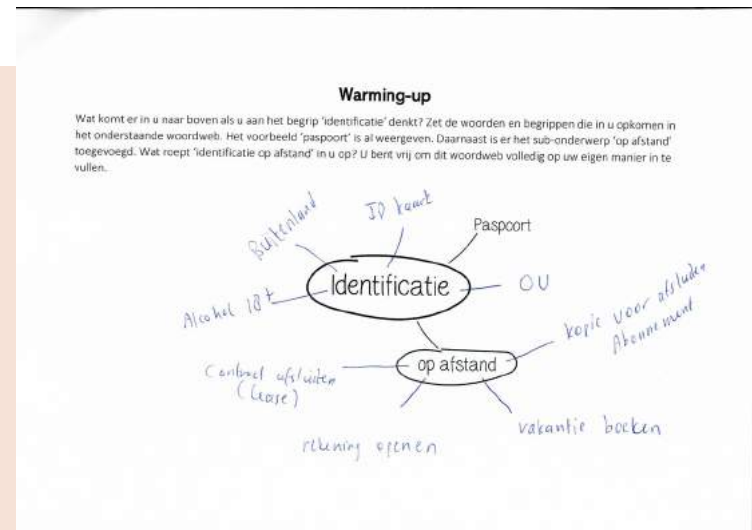 Warming-up
Wat komt er in u naar boven als u aan het begrip 'identificatie' denkt? Zet de woorden en begrippen die in u opkomen in
het onderstaande woordweb. Het voorbeeld 'paspoort' is al weergeven. Daarnaast is er het sub-onderwerp 'op afstand'
toegevoegd. Wat roept 'identificatie op afstand' in u op? U bent vrij om dit woordweb volledig op uw eigen manier in te
vullen.
Buitenland
ID kaart
Paspoort
Identificatie
OV
Alcohol 18+
kopie voor afsluiten
Abonnement
op afstand
Contract afsluiten
(Lease)
vakantie boeken
rekening openen